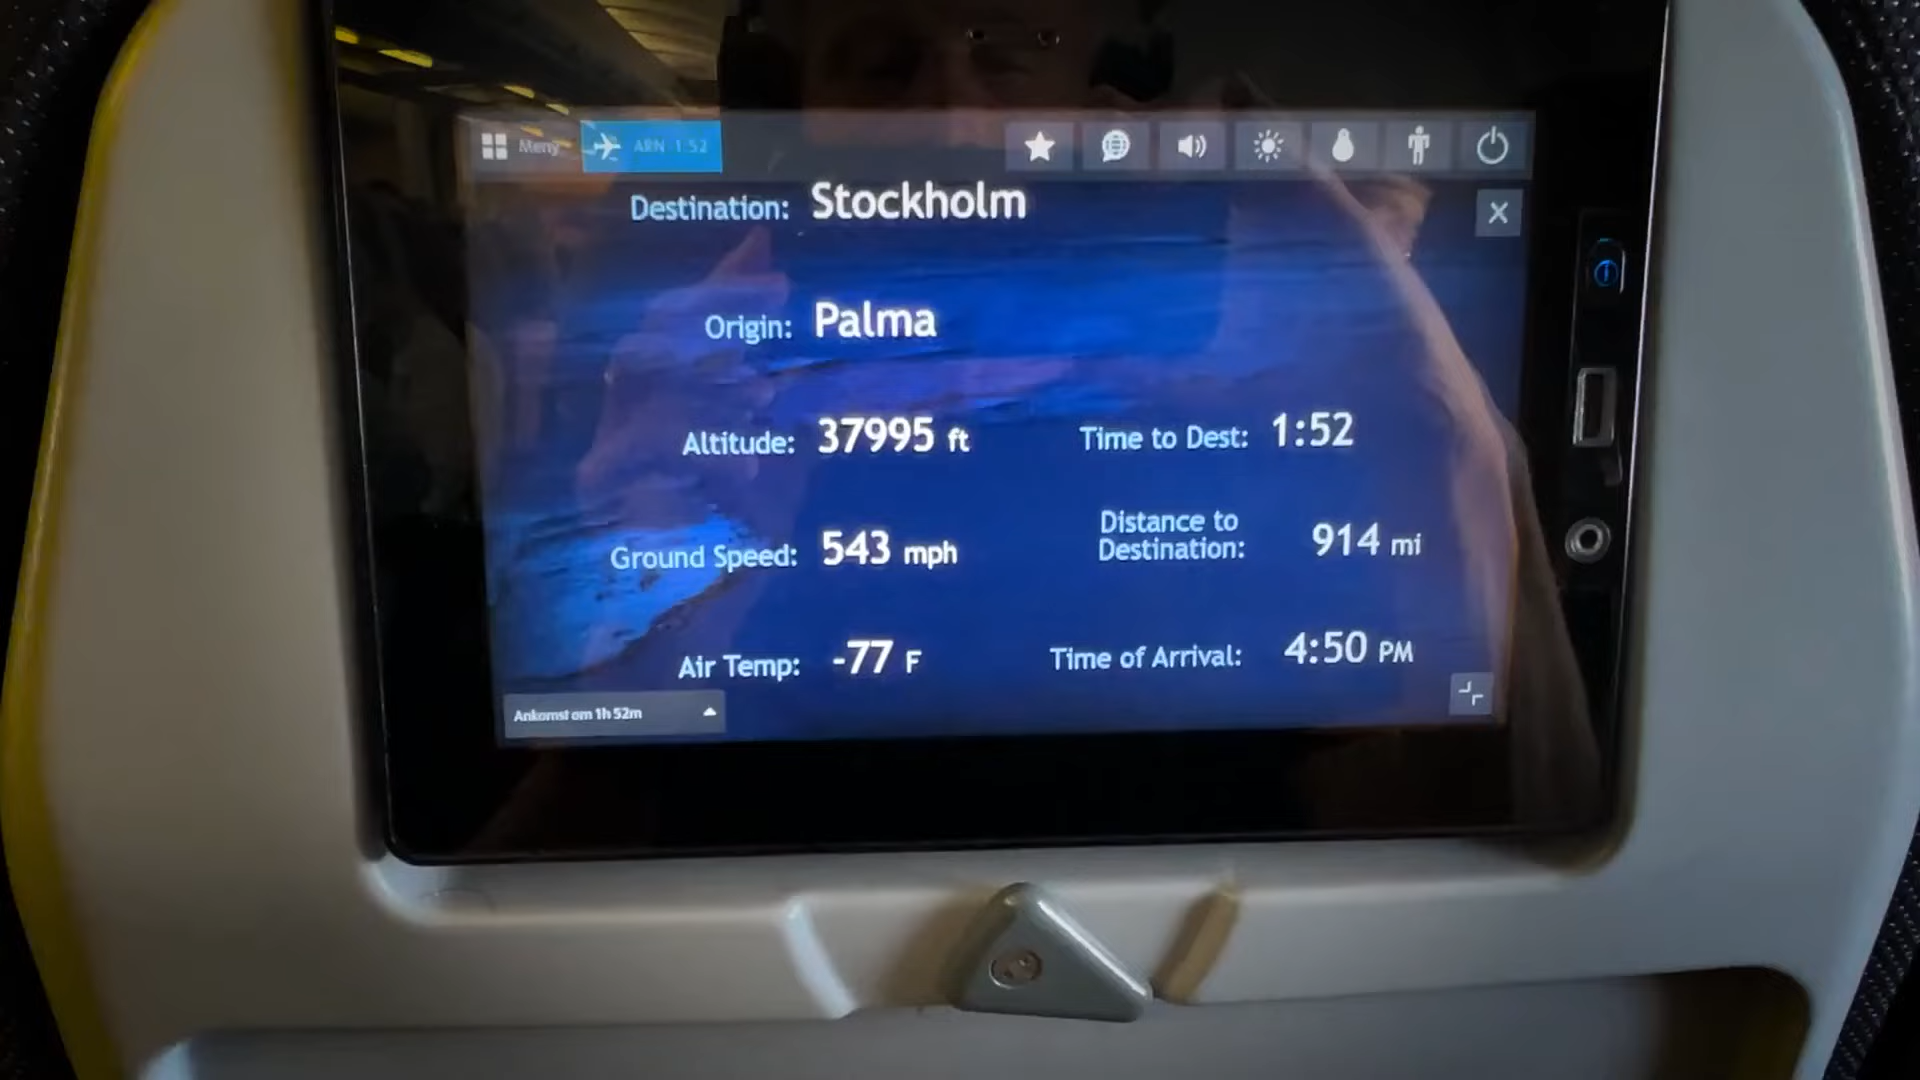 Meny ARN 1:52
Destination: Stockholm
Origin: Palma
Altitude: 37995 ft
Time to Dest: 1:52
Ground Speed: 543 mph
Distance to
Destination: 914 mi
Air Temp: -77 F
Time of Arrival: 4:50 PM
Ankomst om 1h 52m